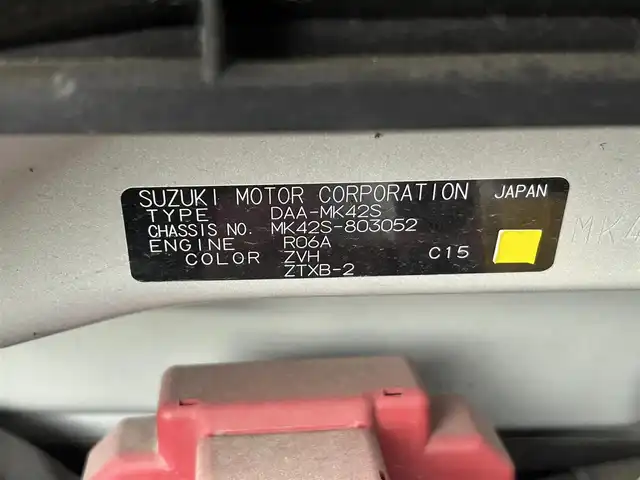 SUZUKI MOTOR CORPORATION JAPAN
TYPE DAA-MK42S
CHASSIS NO. MK42S-803052
ENGINE R06A
COLOR ZVH C15
ZTXB-2
MK4